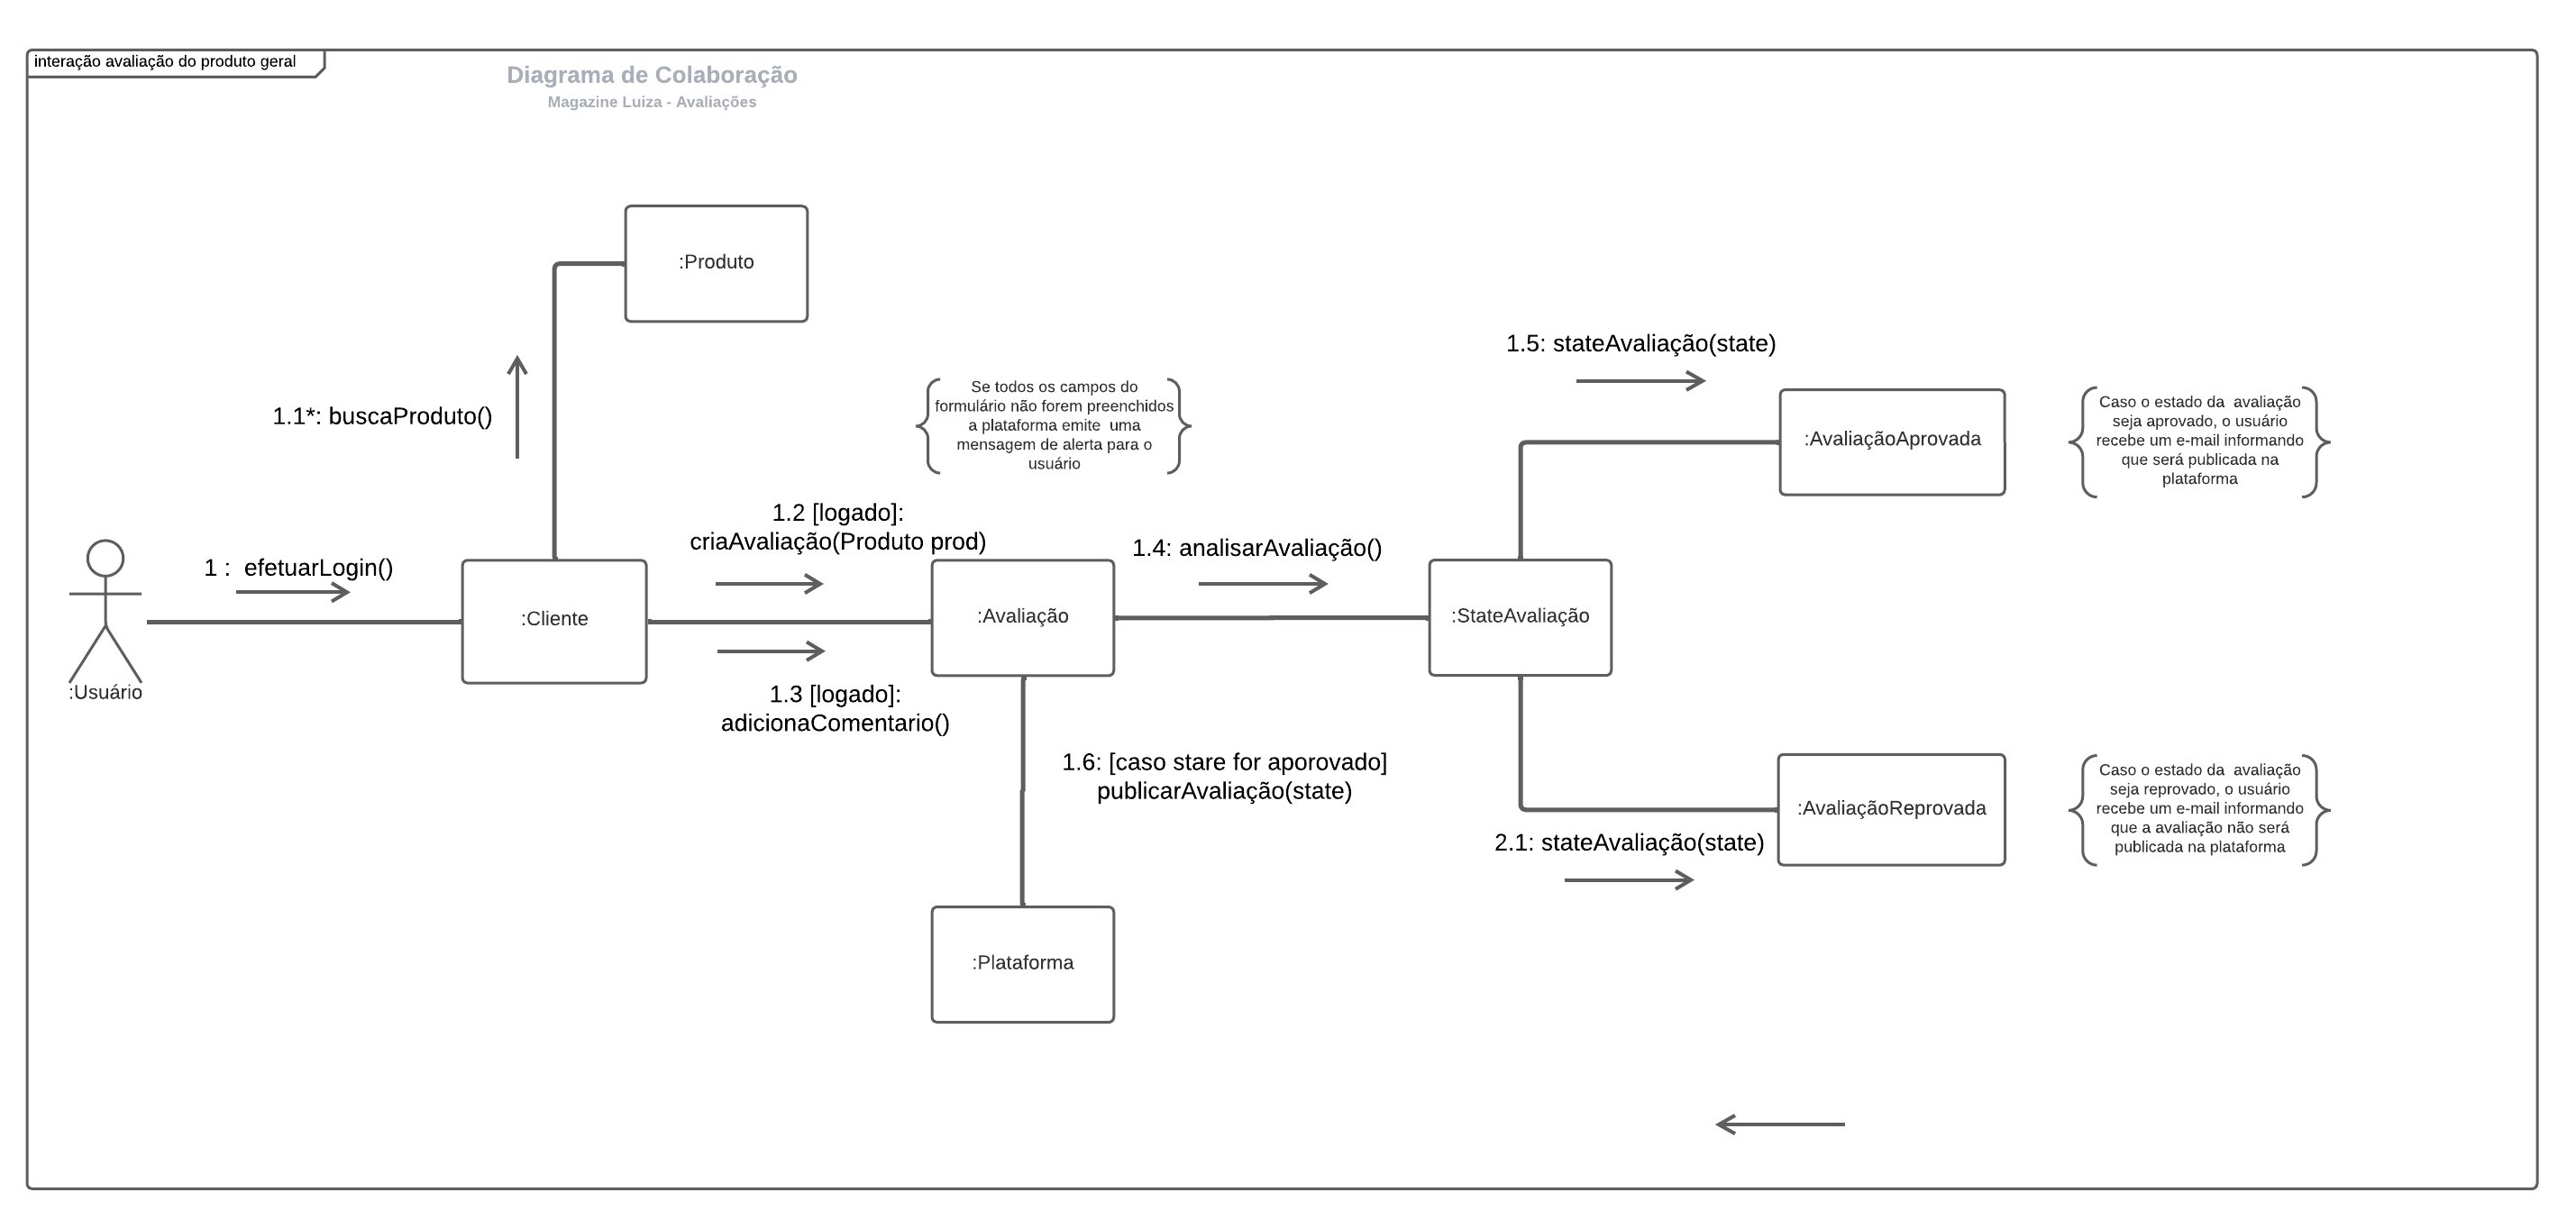 interação avaliação do produto geral
Diagrama de Colaboração
Magazine Luiza - Avaliações
:Produto
1.1*: buscaProduto()
Se todos os campos do
formulário não forem preenchidos
a plataforma emite  uma
mensagem de alerta para o
usuário
1.5: stateAvaliação(state)
:AvaliaçãoAprovada
Caso o estado da  avaliação
seja aprovado, o usuário
recebe um e-mail informando
que será publicada na
plataforma
1 :  efetuarLogin()
:Usuário
:Cliente
1.2 [logado]:
criaAvaliação(Produto prod)
1.3 [logado]:
adicionaComentario()
:Avaliação
1.4: analisarAvaliação()
:StateAvaliação
1.6: [caso stare for aporovado]
publicarAvaliação(state)
2.1: stateAvaliação(state)
:AvaliaçãoReprovada
Caso o estado da  avaliação
seja reprovado, o usuário
recebe um e-mail informando
que a avaliação não será
publicada na plataforma
:Plataforma